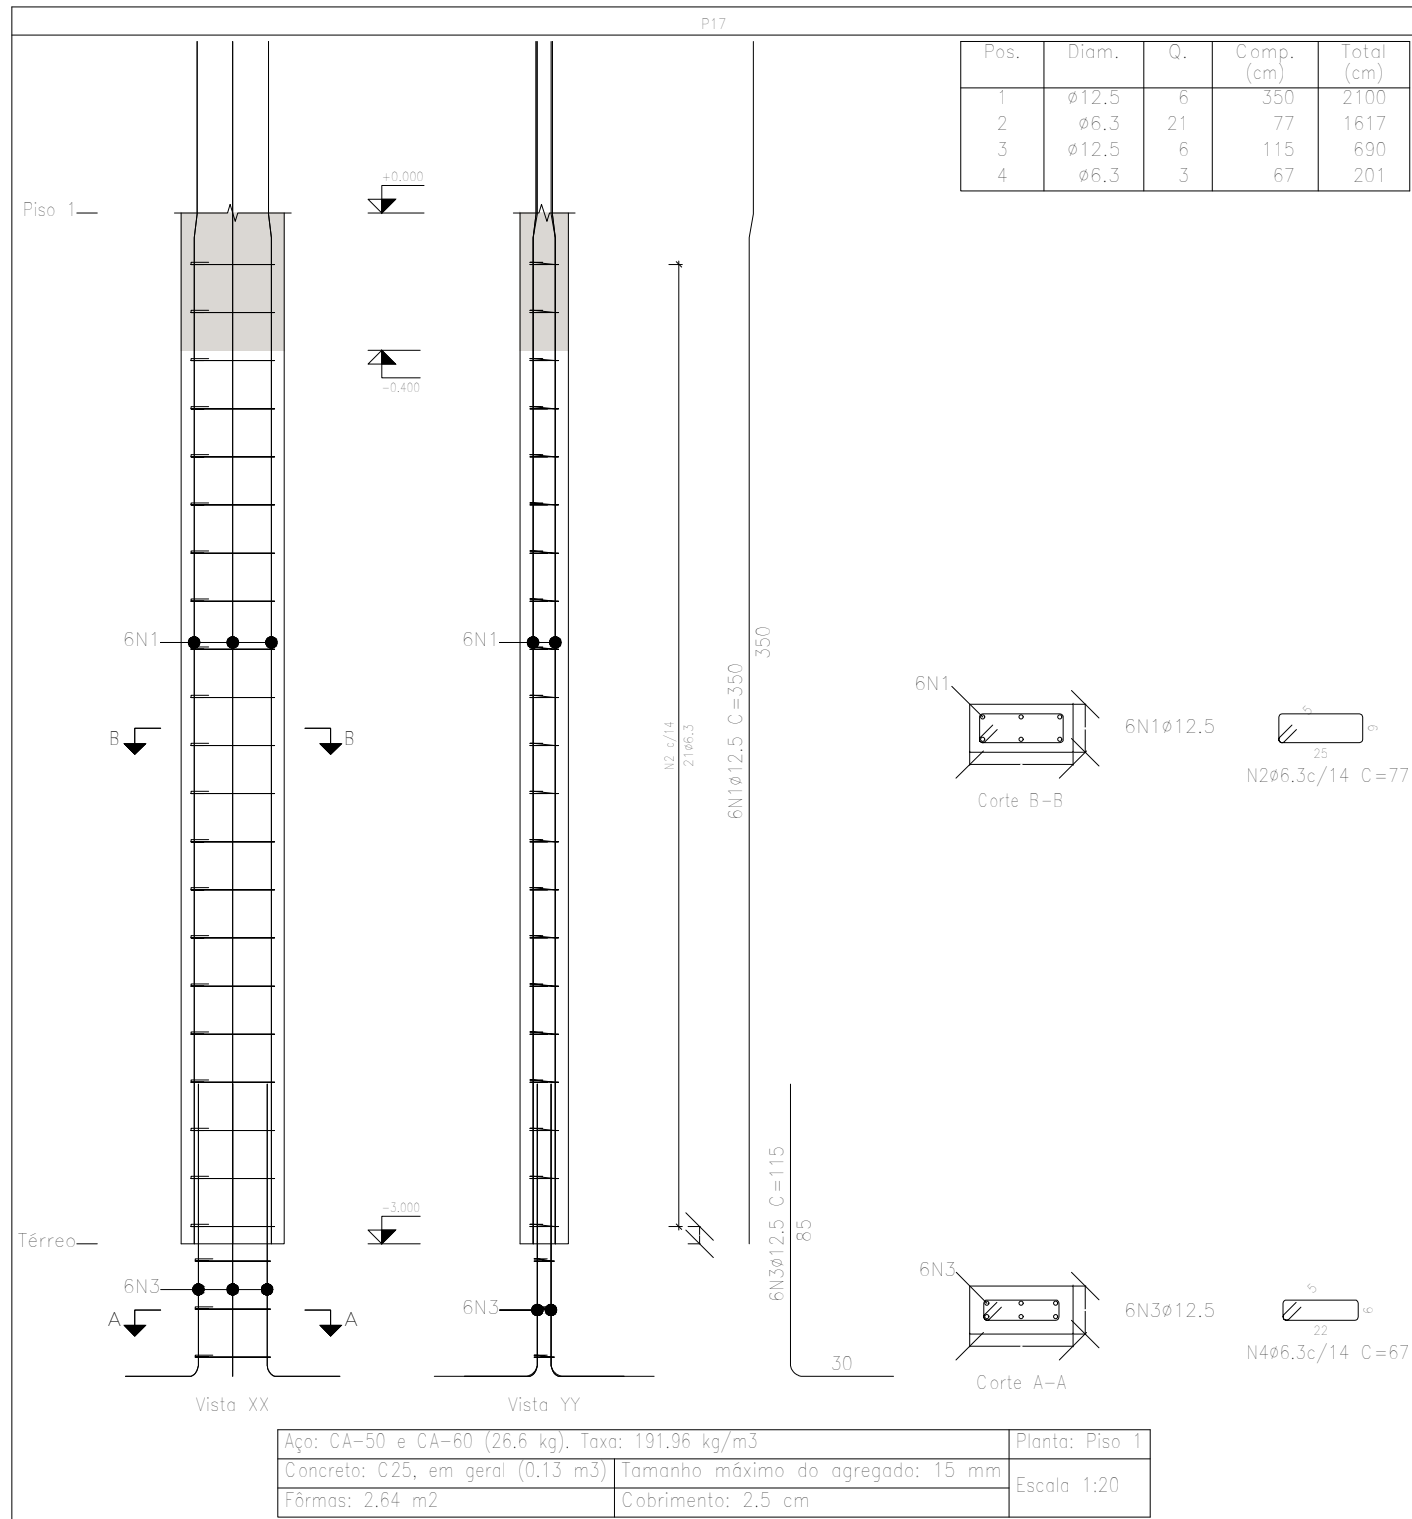 P17
Pos. Diam. Q. Comp. (cm) Total (cm)
1 ø12.5 6 350 2100
2 ø6.3 21 77 1617
3 ø12.5 6 115 690
4 ø6.3 3 67 201
+0.000
Piso 1
-0.400
6N1
6N1
B
B
N2 c/14
21ø6.3
6N1ø12.5 C=350
350
6N1
6N1ø12.5
Corte B-B
5
9
25
N2ø6.3c/14 C=77
-3.000
Térreo
6N3
6N3
A
A
6N3ø12.5 C=115
85
30
6N3
6N3ø12.5
Corte A-A
5
6
22
N4ø6.3c/14 C=67
Vista XX
Vista YY
Aço: CA-50 e CA-60 (26.6 kg). Taxa: 191.96 kg/m3
Planta: Piso 1
Concreto: C25, em geral (0.13 m3)
Tamanho máximo do agregado: 15 mm
Escala 1:20
Fôrmas: 2.64 m2
Cobrimento: 2.5 cm